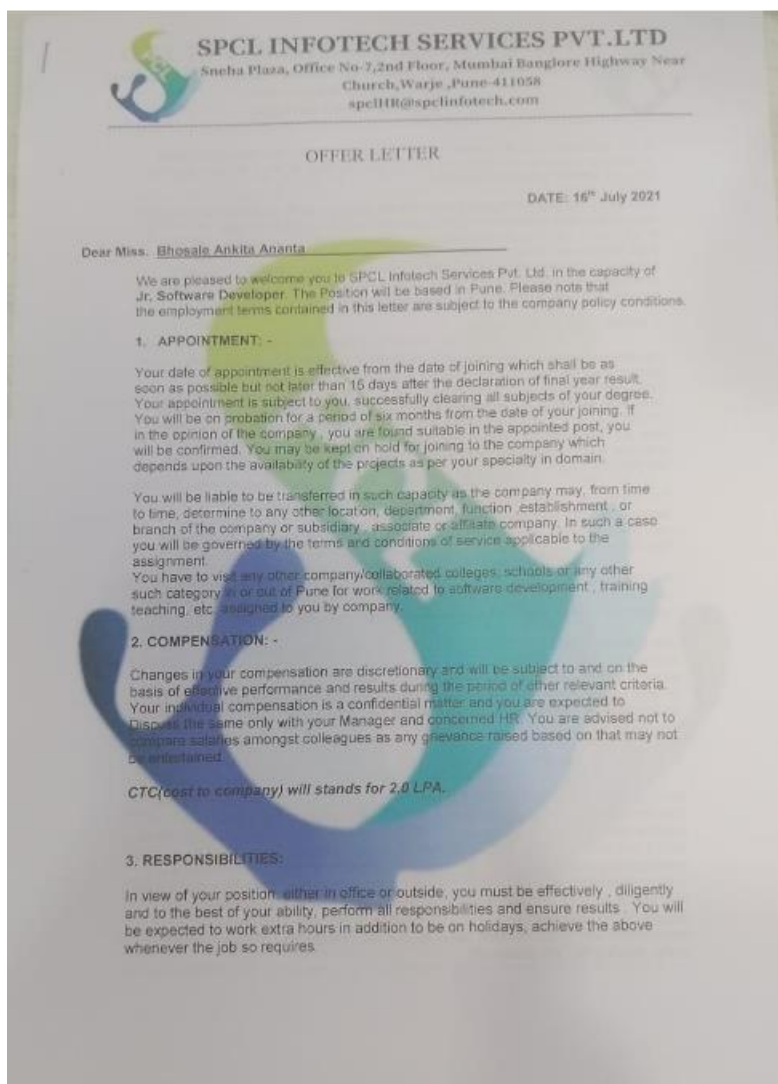 SPCL
SPCL INFOTECH SERVICES PVT.LTD
Sneha Plaza, Office No-7,2nd Floor, Mumbai Banglore Highway Near
Church,Warje ,Pune-411058
spclHR@spclinfotech.com
OFFER LETTER
DATE: 16th July 2021
Dear Miss. Bhosale Ankita Ananta
We are pleased to welcome you to SPCL Infotech Services Pvt. Ltd. in the capacity of
Jr. Software Developer. The Position will be based in Pune. Please note that
the employment terms contained in this letter are subject to the company policy conditions.
1. APPOINTMENT: -
Your date of appointment is effective from the date of joining which shall be as
soon as possible but not later than 15 days after the declaration of final year result.
Your appointment is subject to you, successfully clearing all subjects of your degree.
You will be on probation for a period of six months from the date of your joining. If
in the opinion of the company , you are found suitable in the appointed post, you
will be confirmed. You may be kept on hold for joining to the company which
depends upon the availabiaty of the projects as per your specialty in domain.
You will be liable to be transferred in such capacity as the company may, from time
to time, determine to any other location, department, function ,establishment , or
branch of the company or subsidiary , associate or affiliate company. In such a case
you will be governed by the terms and conditions of service applicable to the
assignment.
You have to visit any other company/collaborated colleges, schools or any other
such category in or out of Pune for work related to software development , training
teaching, etc. assigned to you by company.
2. COMPENSATION: -
Changes in your compensation are discretionary and will be subject to and on the
basis of effective performance and results during the period of other relevant criteria.
Your individual compensation is a confidential matter and you are expected to
Discuss the same only with your Manager and concerned HR. You are advised not to
compare salaries amongst colleagues as any grievance raised based on that may not
be entertained.
CTC(cost to company) will stands for 2.0 LPA.
3. RESPONSIBILITIES:
In view of your position, either in office or outside, you must be effectively , diligently
and to the best of your ability, perform all responsibilities and ensure results . You will
be expected to work extra hours in addition to be on holidays, achieve the above
whenever the job so requires.